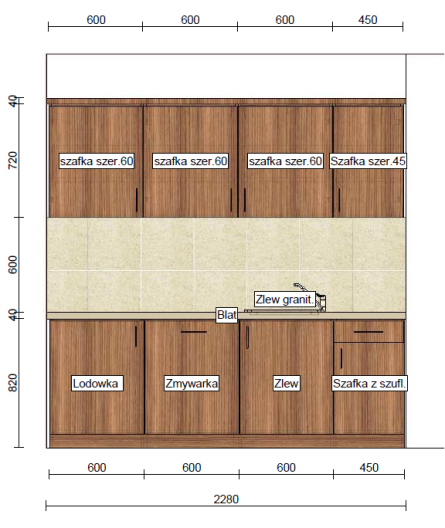 600 600 600 450
40
720
szafka szer.60 szafka szer.60 szafka szer.60 Szafka szer.45
600
Zlew granit.
40
Blat
820
Lodowka Zmywarka Zlew Szafka z szufl.
600 600 600 450
2280